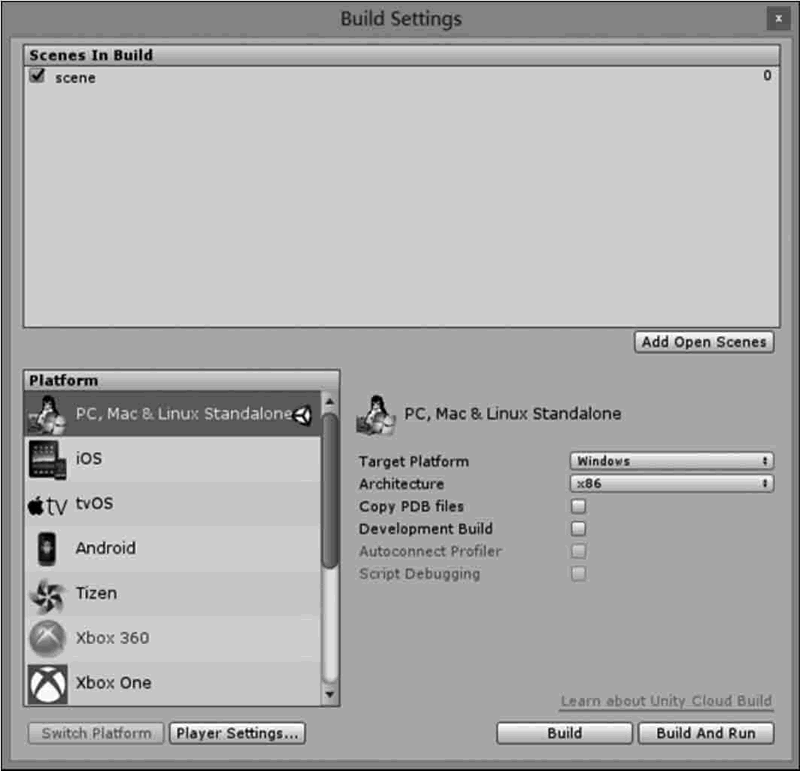 Build Settings
x
Scenes In Build
scene 0
Add Open Scenes
Platform
PC, Mac & Linux Standalone
iOS
tv tvOS
Android
Tizen
Xbox 360
Xbox One
PC, Mac & Linux Standalone
Target Platform Windows
Architecture x86
Copy PDB files
Development Build
Autoconnect Profiler
Script Debugging
Learn about Unity Cloud Build
Switch Platform Player Settings... Build Build And Run